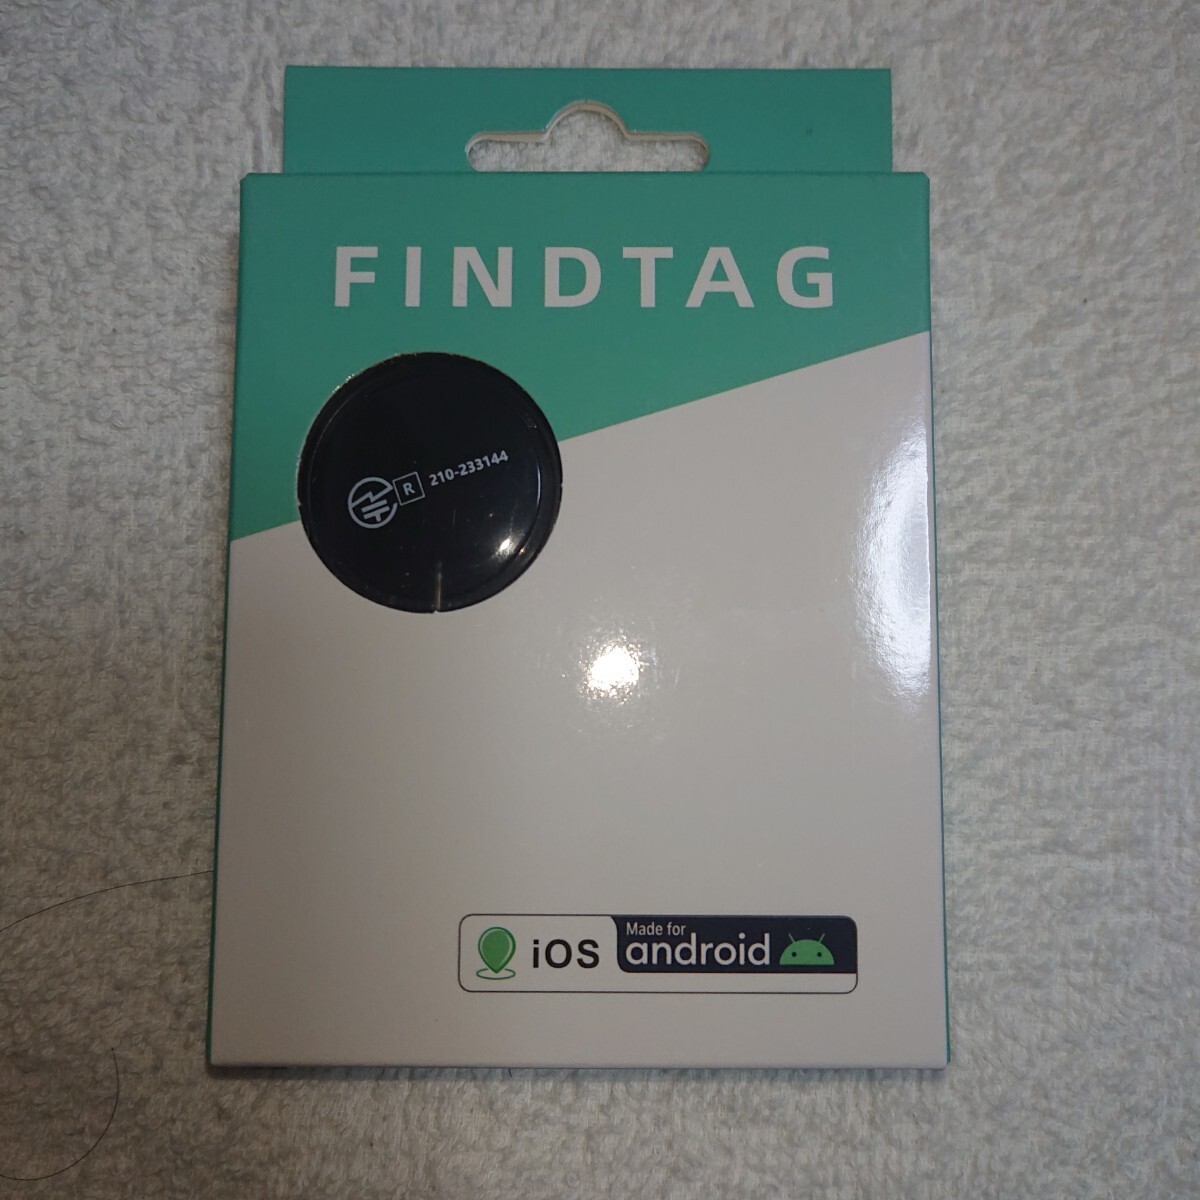 FINDTAG
R 210-233144
iOS
Made for
android